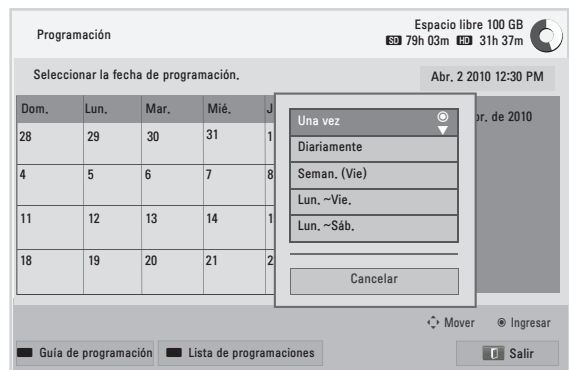 Programación
Espacio libre 100 GB
SD 79h 03m HD 31h 37m
Seleccionar la fecha de programación.
Abr. 2 2010 12:30 PM
Dom. Lun. Mar. Mié. J
28 29 30 31 1
4 5 6 7 8
11 12 13 14 1
18 19 20 21 2
br. de 2010
Una vez
Diariamente
Seman. (Vie)
Lun. ~Vie.
Lun. ~Sáb.
Cancelar
Mover Ingresar
Guía de programación Lista de programaciones Salir